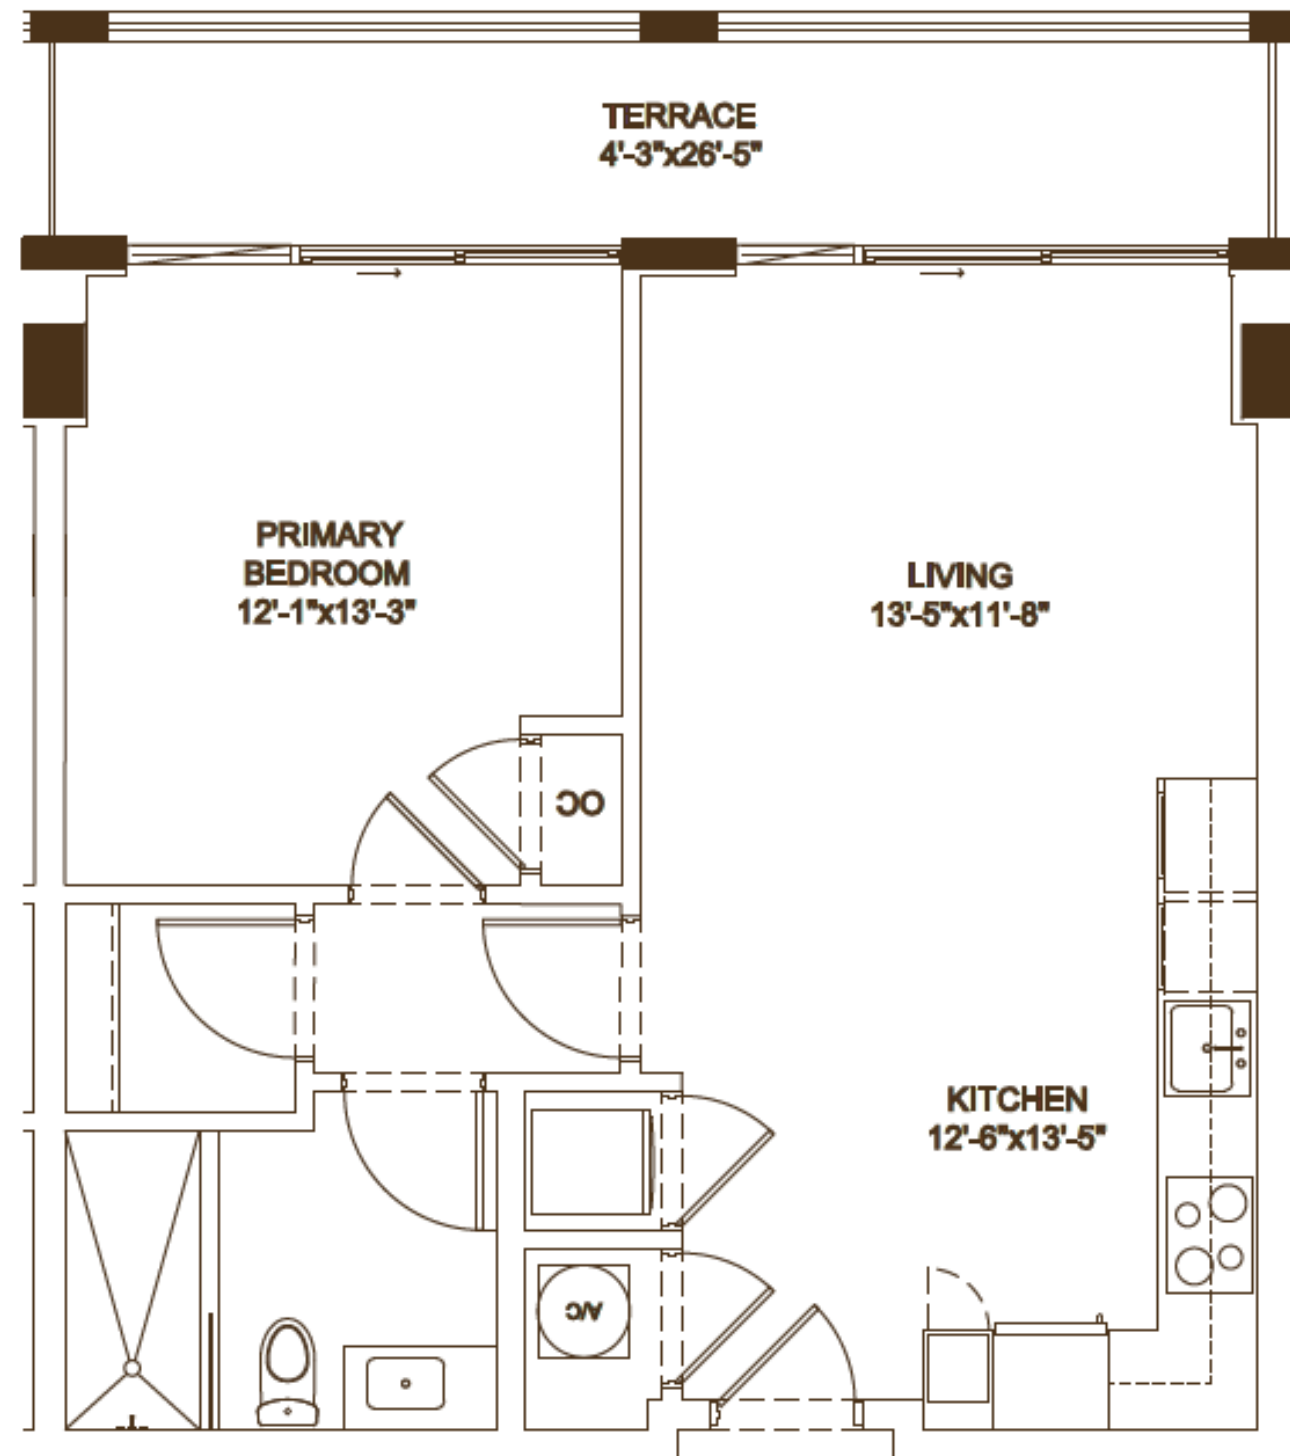 TERRACE
4'-3"x26'-5"
PRIMARY
BEDROOM
12'-1"x13'-3"
LIVING
13'-5"x11'-8"
OC
KITCHEN
12'-6"x13'-5"
A/C